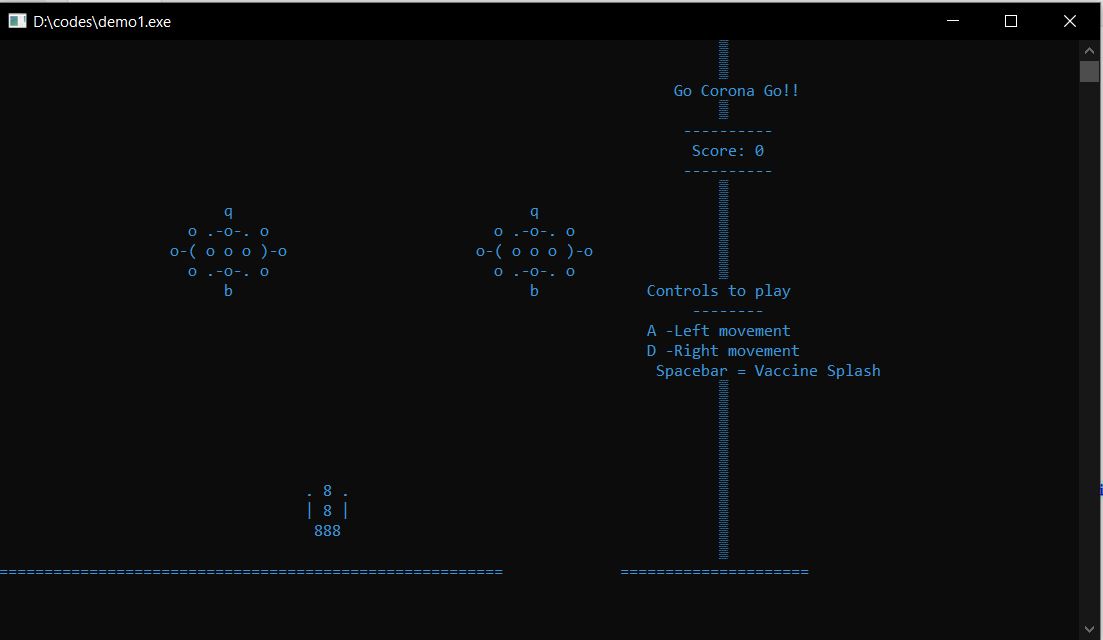 D:\codes\demo1.exe
Go Corona Go!!
----------
Score: 0
----------
q q
o .-o-. o o .-o-. o
o-( o o o )-o o-( o o o )-o
o .-o-. o o .-o-. o
b b
Controls to play
--------
A -Left movement
D -Right movement
Spacebar = Vaccine Splash
. 8 .
| 8 |
888
======================================================== =====================